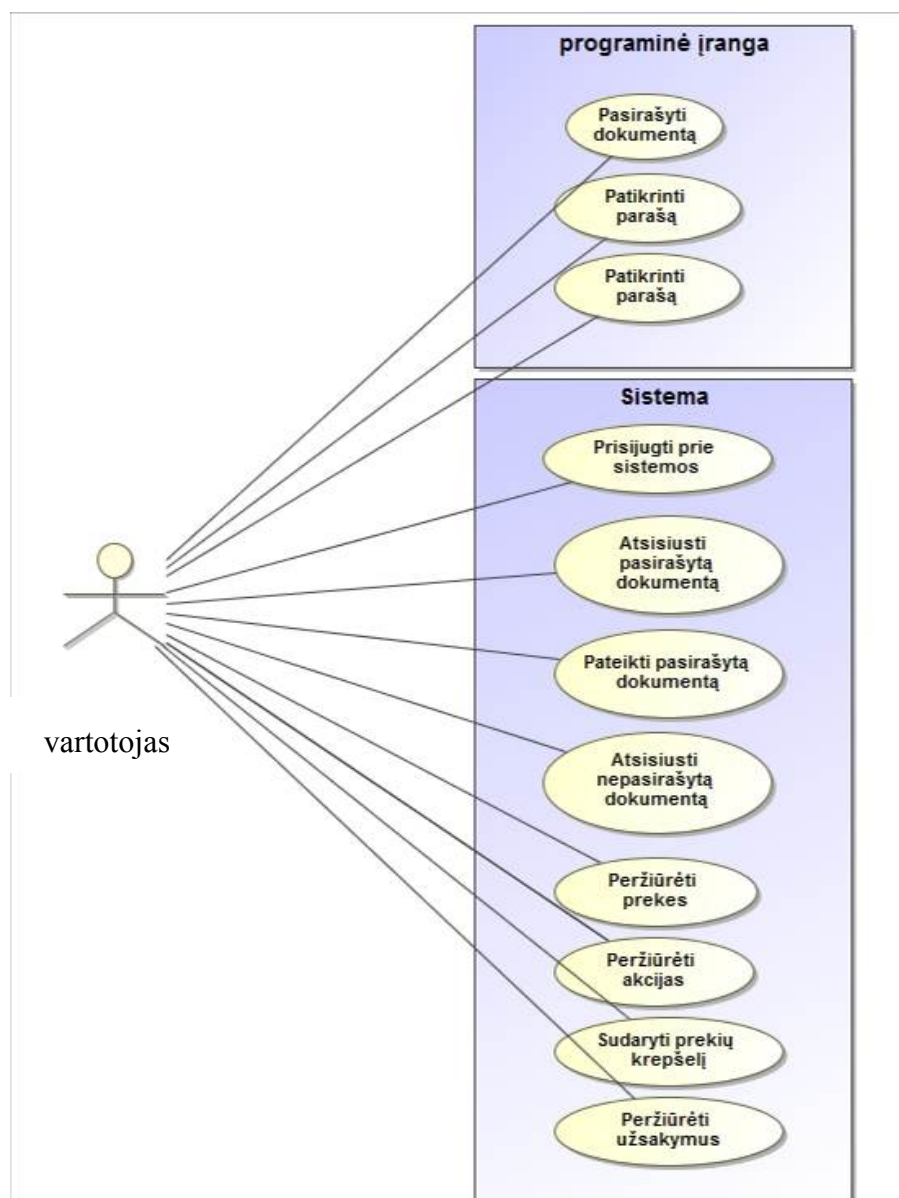 programinė įranga
Pasirašyti
dokumentą
Patikrinti
parašą
Patikrinti
parašą
Sistema
Prisijugti prie
sistemos
Atsisiusti
pasirašytą
dokumentą
Pateikti pasirašytą
dokumentą
vartotojas
Atsisiusti
nepasirašytą
dokumentą
Peržiūrėti
prekes
Peržiūrėti
akcijas
Sudaryti prekių
krepšelį
Peržiūrėti
užsakymus